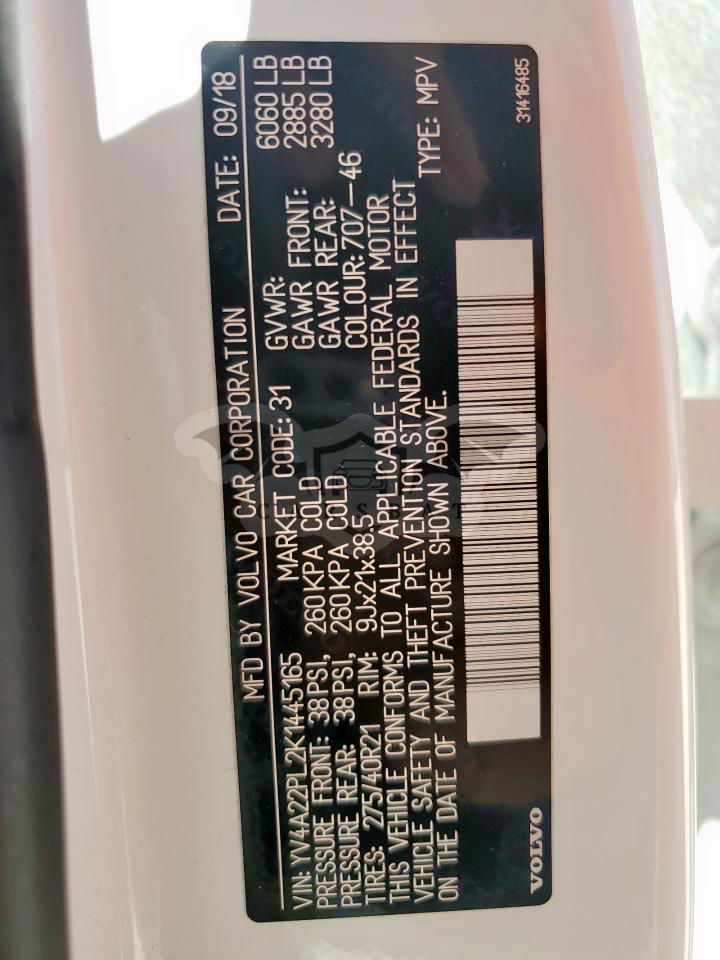 MFD BY VOLVO CAR CORPORATION DATE: 09/18
VIN: YV4A22PL2K1445165 MARKET CODE: 31 GVWR: 6060 LB
PRESSURE FRONT: 38PSI, 260KPA COLD GAWR FRONT: 2885 LB
PRESSURE REAR: 38PSI, 260KPA COLD GAWR REAR: 3280 LB
TIRES: 275/40R21 RIM: 9Jx21x38.5 COLOUR: 707-46
THIS VEHICLE CONFORMS TO ALL APPLICABLE FEDERAL MOTOR
VEHICLE SAFETY AND THEFT PREVENTION STANDARDS IN EFFECT
ON THE DATE OF MANUFACTURE SHOWN ABOVE. TYPE: MPV
VOLVO
31416485